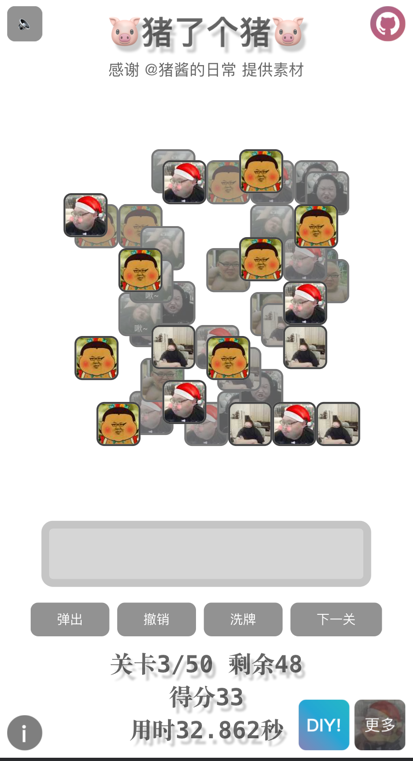 🐷猪了个猪🐷
感谢 @猪酱的日常 提供素材
瞅~
瞅~
弹出
撤销
洗牌
下一关
关卡3/50 剩余48
得分33
用时32.862秒
DIY!
更多
i